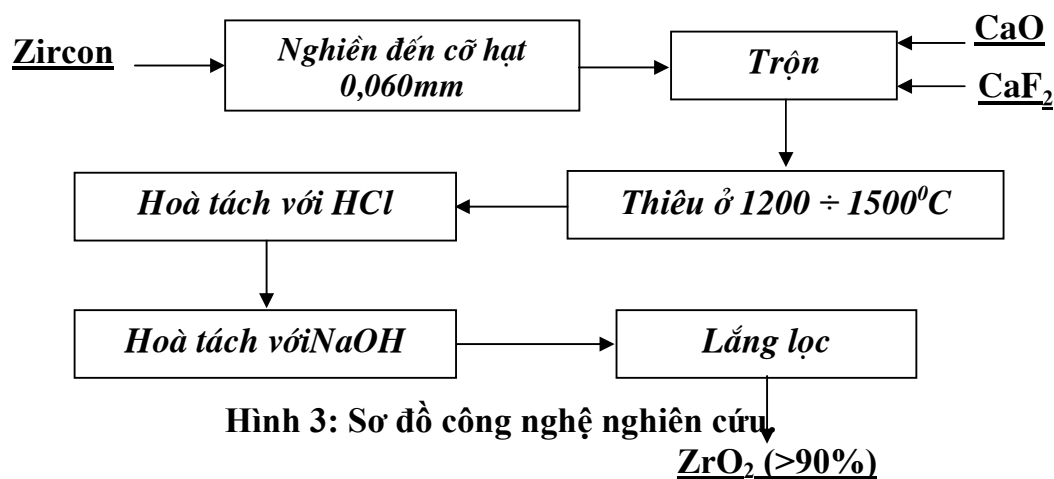 Zircon
Nghiền đến cỡ hạt
0,060mm
Trộn
CaO
CaF₂
Thiêu ở 1200 ÷ 1500⁰C
Hoà tách với HCl
Hoà tách vớiNaOH
Lắng lọc
Hình 3: Sơ đồ công nghệ nghiên cứu.
ZrO₂ (>90%)